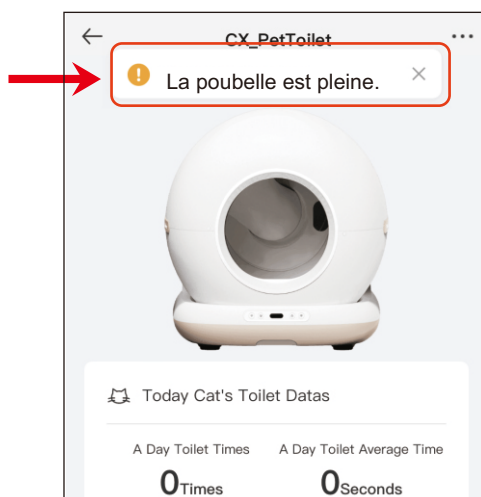 CX_PetToilet
La poubelle est pleine.
Today Cat's Toilet Datas
A Day Toilet Times A Day Toilet Average Time
0Times 0Seconds